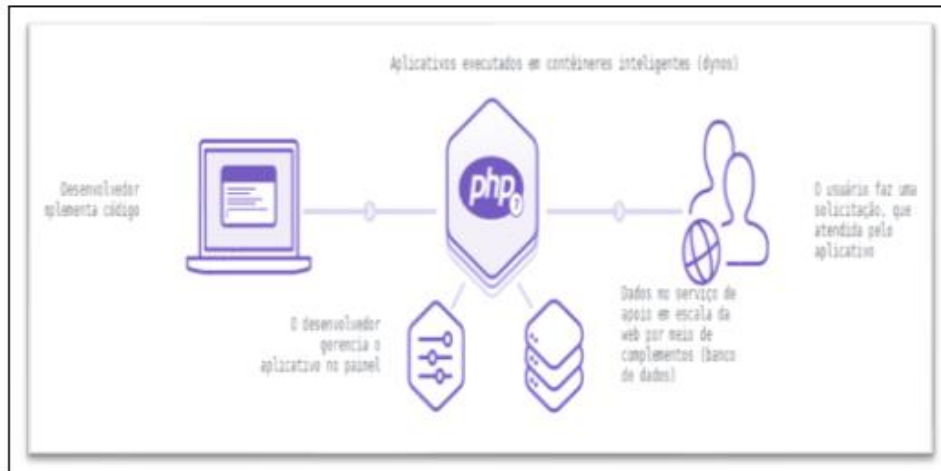 Aplicativos executados em contêineres inteligentes (dynos)
Desenvolvedor
mplementa código
php
O usuário faz uma
solicitação, que
atendida pelo
aplicativo
O desenvolvedor
gerencia o
aplicativo no painel
Dados no serviço de
apoio em escala da
web por meio de
complementos (banco
de dados)